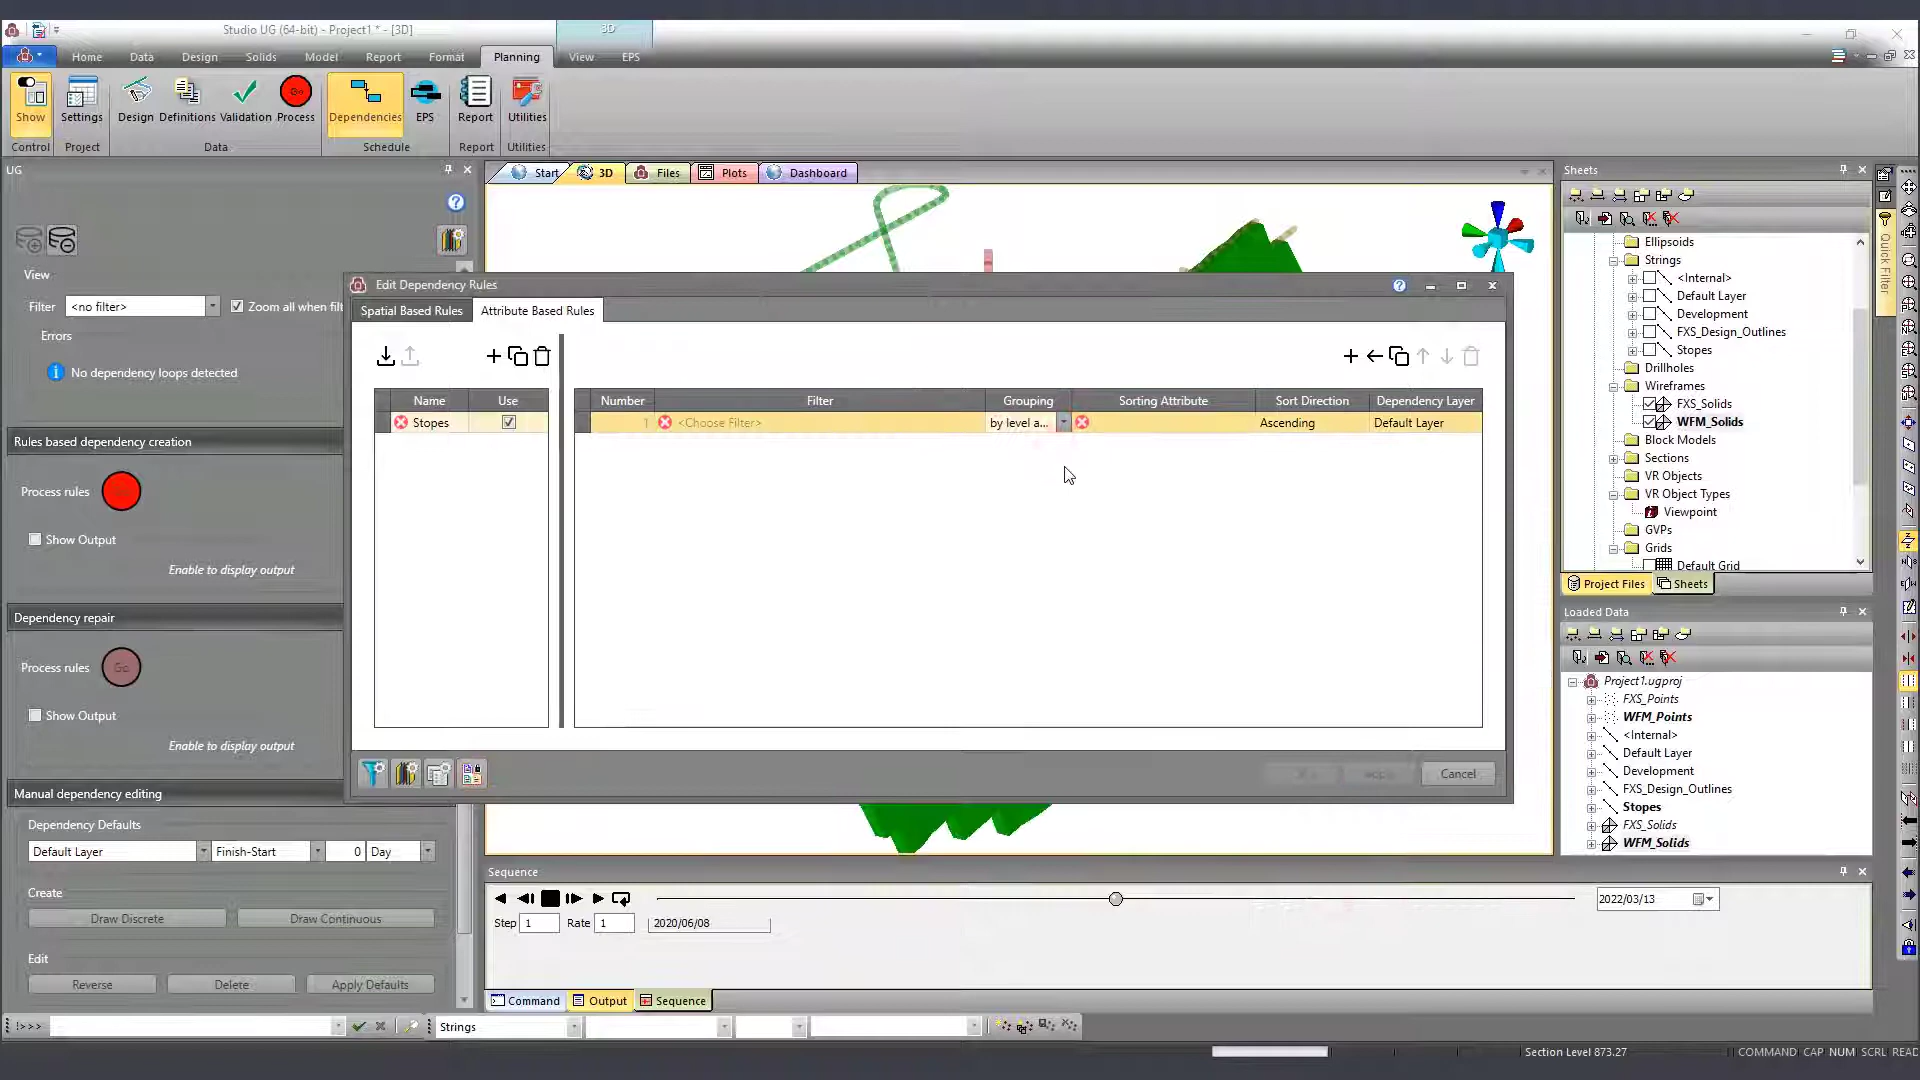 Studio UG (64-bit) - Project1 * - [3D]
3D
Home Data Design Solids Model Report Format Planning View EPS
Show Settings Design Definitions Validation Process Dependencies EPS Report Utilities
Control Project Data Schedule Report Utilities
UG
View
Filter <no filter> Zoom all when filt
Errors
No dependency loops detected
Rules based dependency creation
Process rules
Show Output
Enable to display output
Dependency repair
Process rules Go
Show Output
Enable to display output
Manual dependency editing
Dependency Defaults
Default Layer Finish-Start 0 Day
Create
Draw Discrete Draw Continuous
Edit
Reverse Delete Apply Defaults
Start 3D Files Plots Dashboard
Edit Dependency Rules
Spatial Based Rules Attribute Based Rules
Name Use
Stopes
Number Filter Grouping Sorting Attribute Sort Direction Dependency Layer
1 <Choose Filter> by level a... Ascending Default Layer
Cancel
Sequence
Step 1 Rate 1 2020/06/08
2022/03/13
Command Output Sequence
!>>> Strings
Sheets
Ellipsoids
Strings
<Internal>
Default Layer
Development
FXS_Design_Outlines
Stopes
Drillholes
Wireframes
FXS_Solids
WFM_Solids
Block Models
Sections
VR Objects
VR Object Types
Viewpoint
GVPs
Grids
Default Grid
Project Files Sheets
Quick Filter
Loaded Data
Project1.ugproj
FXS_Points
WFM_Points
<Internal>
Default Layer
Development
FXS_Design_Outlines
Stopes
FXS_Solids
WFM_Solids
Section Level 873.27 COMMAND CAP NUM SCRL READ